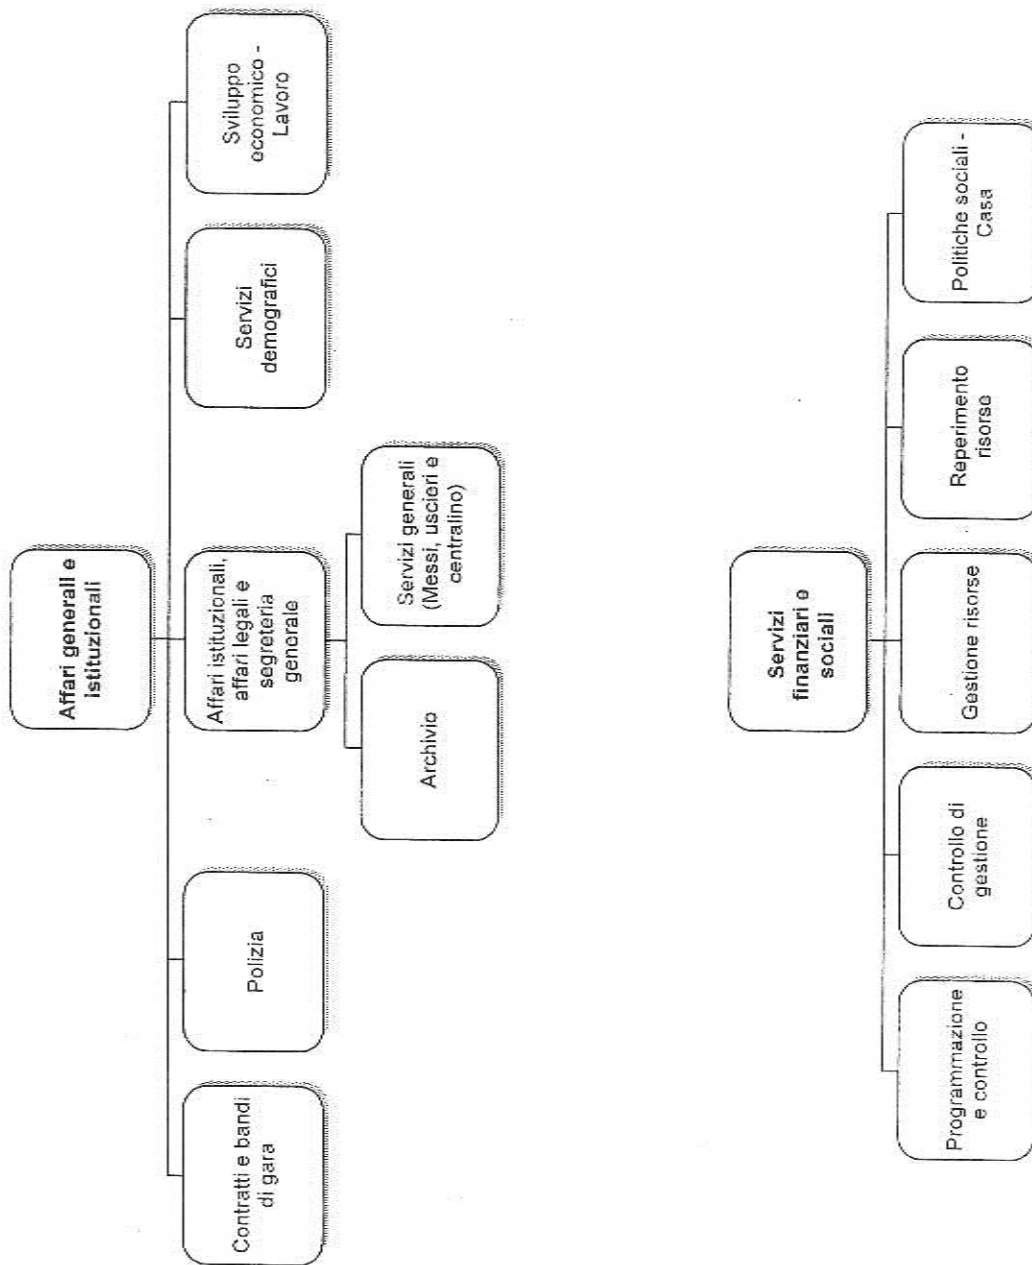 Affari generali e
istituzionali
Contratti e bandi
di gara
Polizia
Affari istituzionali,
affari legali e
segreteria
generale
Servizi
demografici
Sviluppo
economico -
Lavoro
Archivio
Servizi generali
(Messi, uscieri e
centralino)
Servizi
finanziari e
sociali
Programmazione
e controllo
Controllo di
gestione
Gestione risorse
Reperimento
risorse
Politiche sociali -
Casa